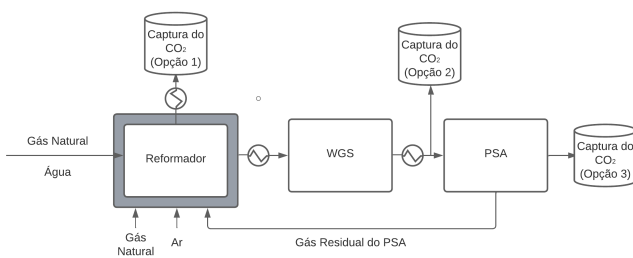 Captura do
CO₂
(Opção 1)
Captura do
CO₂
(Opção 2)
Gás Natural
Água
Reformador
WGS
PSA
Captura do
CO₂
(Opção 3)
Gás
Natural
Ar
Gás Residual do PSA